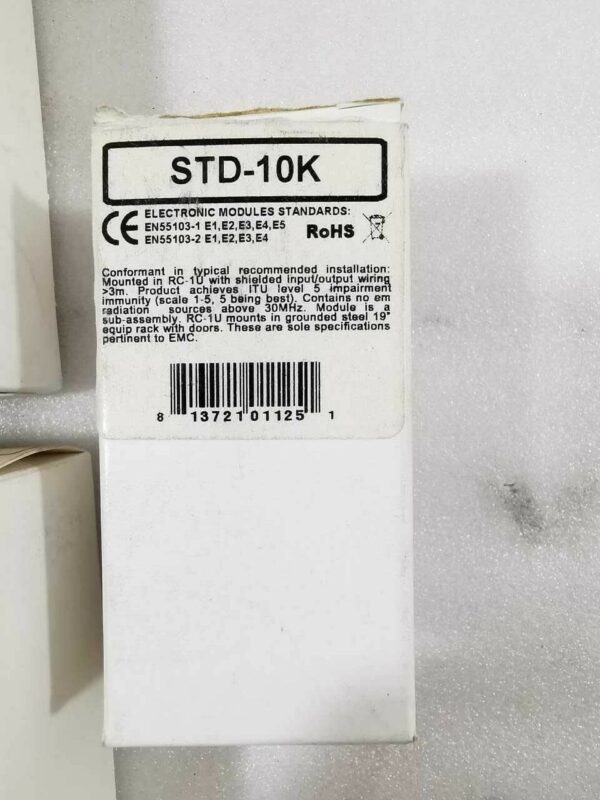 STD-10K
CE ELECTRONIC MODULES STANDARDS:
EN55103-1 E1,E2,E3,E4,E5
EN55103-2 E1,E2,E3,E4
RoHS
Conformant in typical recommended installation:
Mounted in RC-1U with shielded input/output wiring
>3m. Product achieves ITU level 5 impairment
immunity (scale 1-5, 5 being best). Contains no em
radiation sources above 30MHz. Module is a
sub-assembly. RC-1U mounts in grounded steel 19"
equip rack with doors. These are sole specifications
pertinent to EMC.
8 13721 01125 1